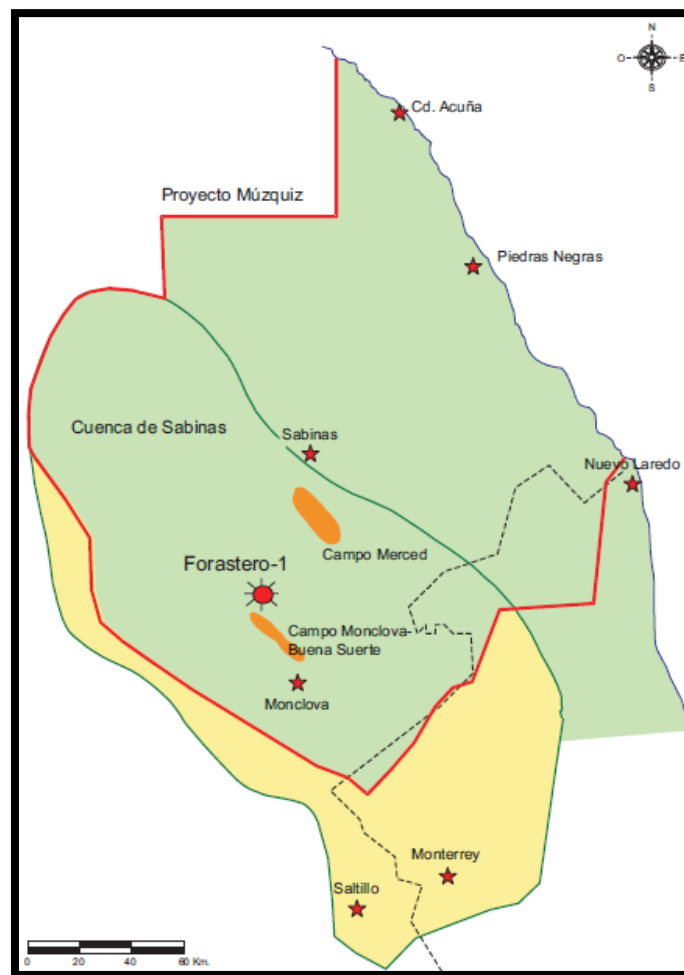 N
O
E
S
Cd. Acuña
Proyecto Múzquiz
Piedras Negras
Cuenca de Sabinas
Sabinas
Nuevo Laredo
Campo Merced
Forastero-1
Campo Monclova-
Buena Suerte
Monclova
Monterrey
Saltillo
0 20 40 60 Km.